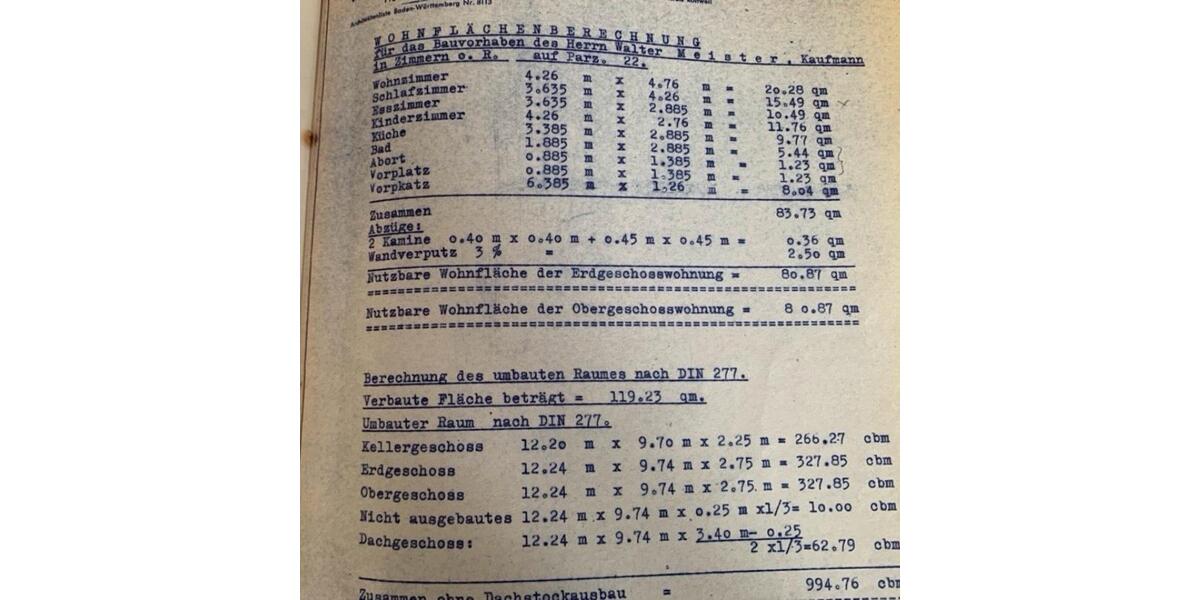 Architektenliste Baden-Württemberg Nr. 8113
WOHNFLÄCHENBERECHNUNG
für das Bauvorhaben des Herrn Walter Meister, Kaufmann
in Zimmern o. R. auf Parz. 22.
Wohnzimmer 4.26 m x 4.76 m = 20.28 qm
Schlafzimmer 3.635 m x 4.26 m = 15.49 qm
Esszimmer 3.635 m x 2.885 m = 10.49 qm
Kinderzimmer 4.26 m x 2.76 m = 11.76 qm
Küche 3.385 m x 2.885 m = 9.77 qm
Bad 1.885 m x 2.885 m = 5.44 qm
Abort 0.885 m x 1.385 m = 1.23 qm
Vorplatz 0.885 m x 1.385 m = 1.23 qm
Vorpkatz 6.385 m x 1.26 m = 8.04 qm
Zusammen 83.73 qm
Abzüge:
2 Kamine 0.40 m x 0.40 m + 0.45 m x 0.45 m = 0.36 qm
Wandverputz 3 % = 2.50 qm
Nutzbare Wohnfläche der Erdgeschosswohnung = 80.87 qm
Nutzbare Wohnfläche der Obergeschosswohnung = 8 0.87 qm
Berechnung des umbauten Raumes nach DIN 277.
Verbaute Fläche beträgt = 119.23 qm.
Umbauter Raum nach DIN 277.
Kellergeschoss 12.20 m x 9.70 m x 2.25 m = 266.27 cbm
Erdgeschoss 12.24 m x 9.74 m x 2.75 m = 327.85 cbm
Obergeschoss 12.24 m x 9.74 m x 2.75 m = 327.85 cbm
Nicht ausgebautes 12.24 m x 9.74 m x 0.25 m x1/3= 10.00 cbm
Dachgeschoss: 12.24 m x 9.74 m x 3.40 m- 0.25
2 x1/3=62.79 cbm
Zusammen ohne Dachstockausbau = 994.76 cbm